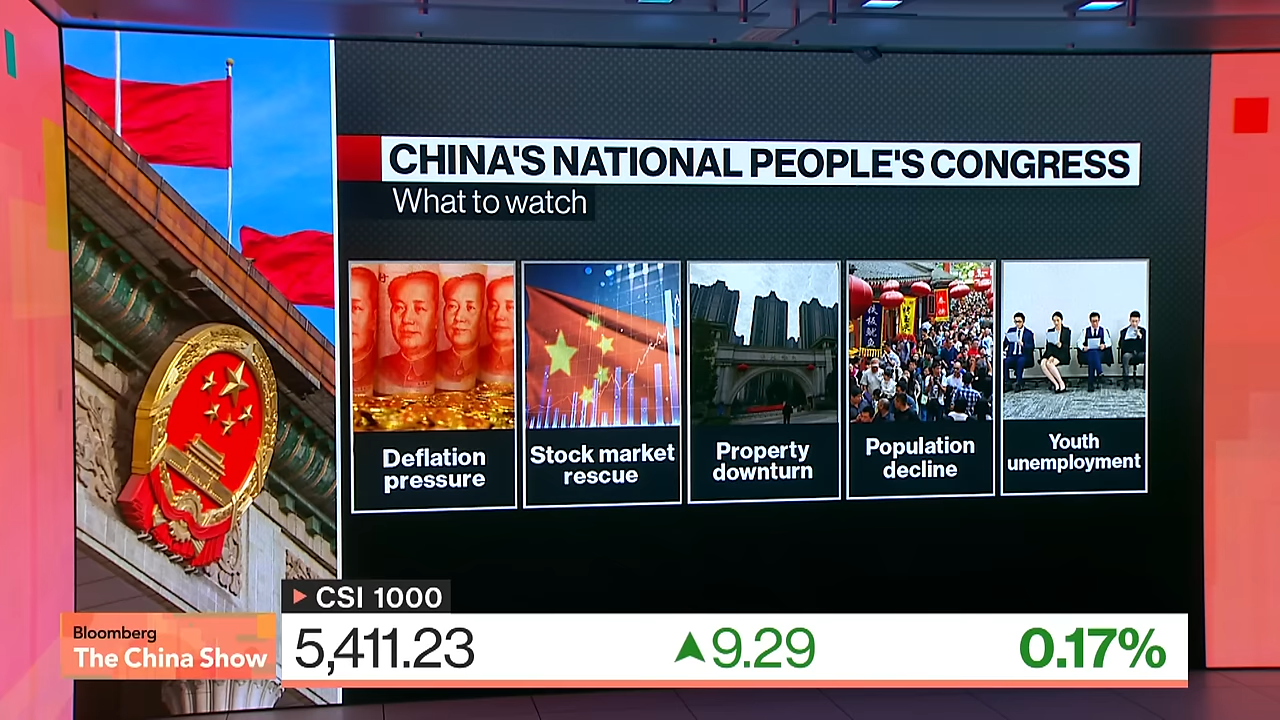 CHINA'S NATIONAL PEOPLE'S CONGRESS
What to watch
Deflation
pressure
Stock market
rescue
Property
downturn
Population
decline
Youth
unemployment
CSI 1000
Bloomberg
The China Show
5,411.23
9.29
0.17%